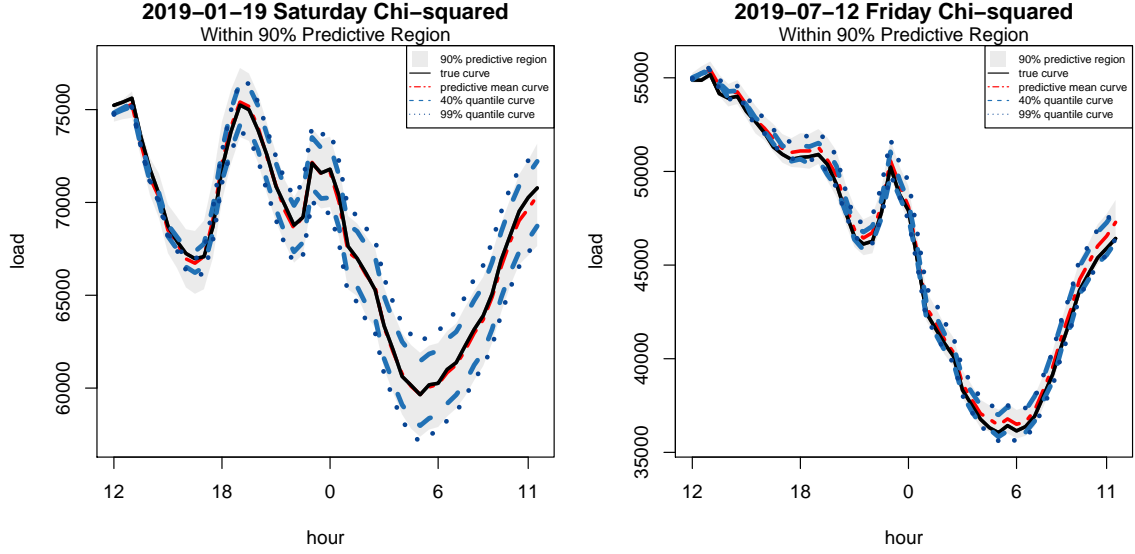 2019−01−19 Saturday Chi−squared
Within 90% Predictive Region
90% predictive region
true curve
predictive mean curve
40% quantile curve
99% quantile curve
75000
70000
65000
60000
load
12 18 0 6 11
hour
2019−07−12 Friday Chi−squared
Within 90% Predictive Region
90% predictive region
true curve
predictive mean curve
40% quantile curve
99% quantile curve
55000
50000
45000
40000
35000
load
12 18 0 6 11
hour